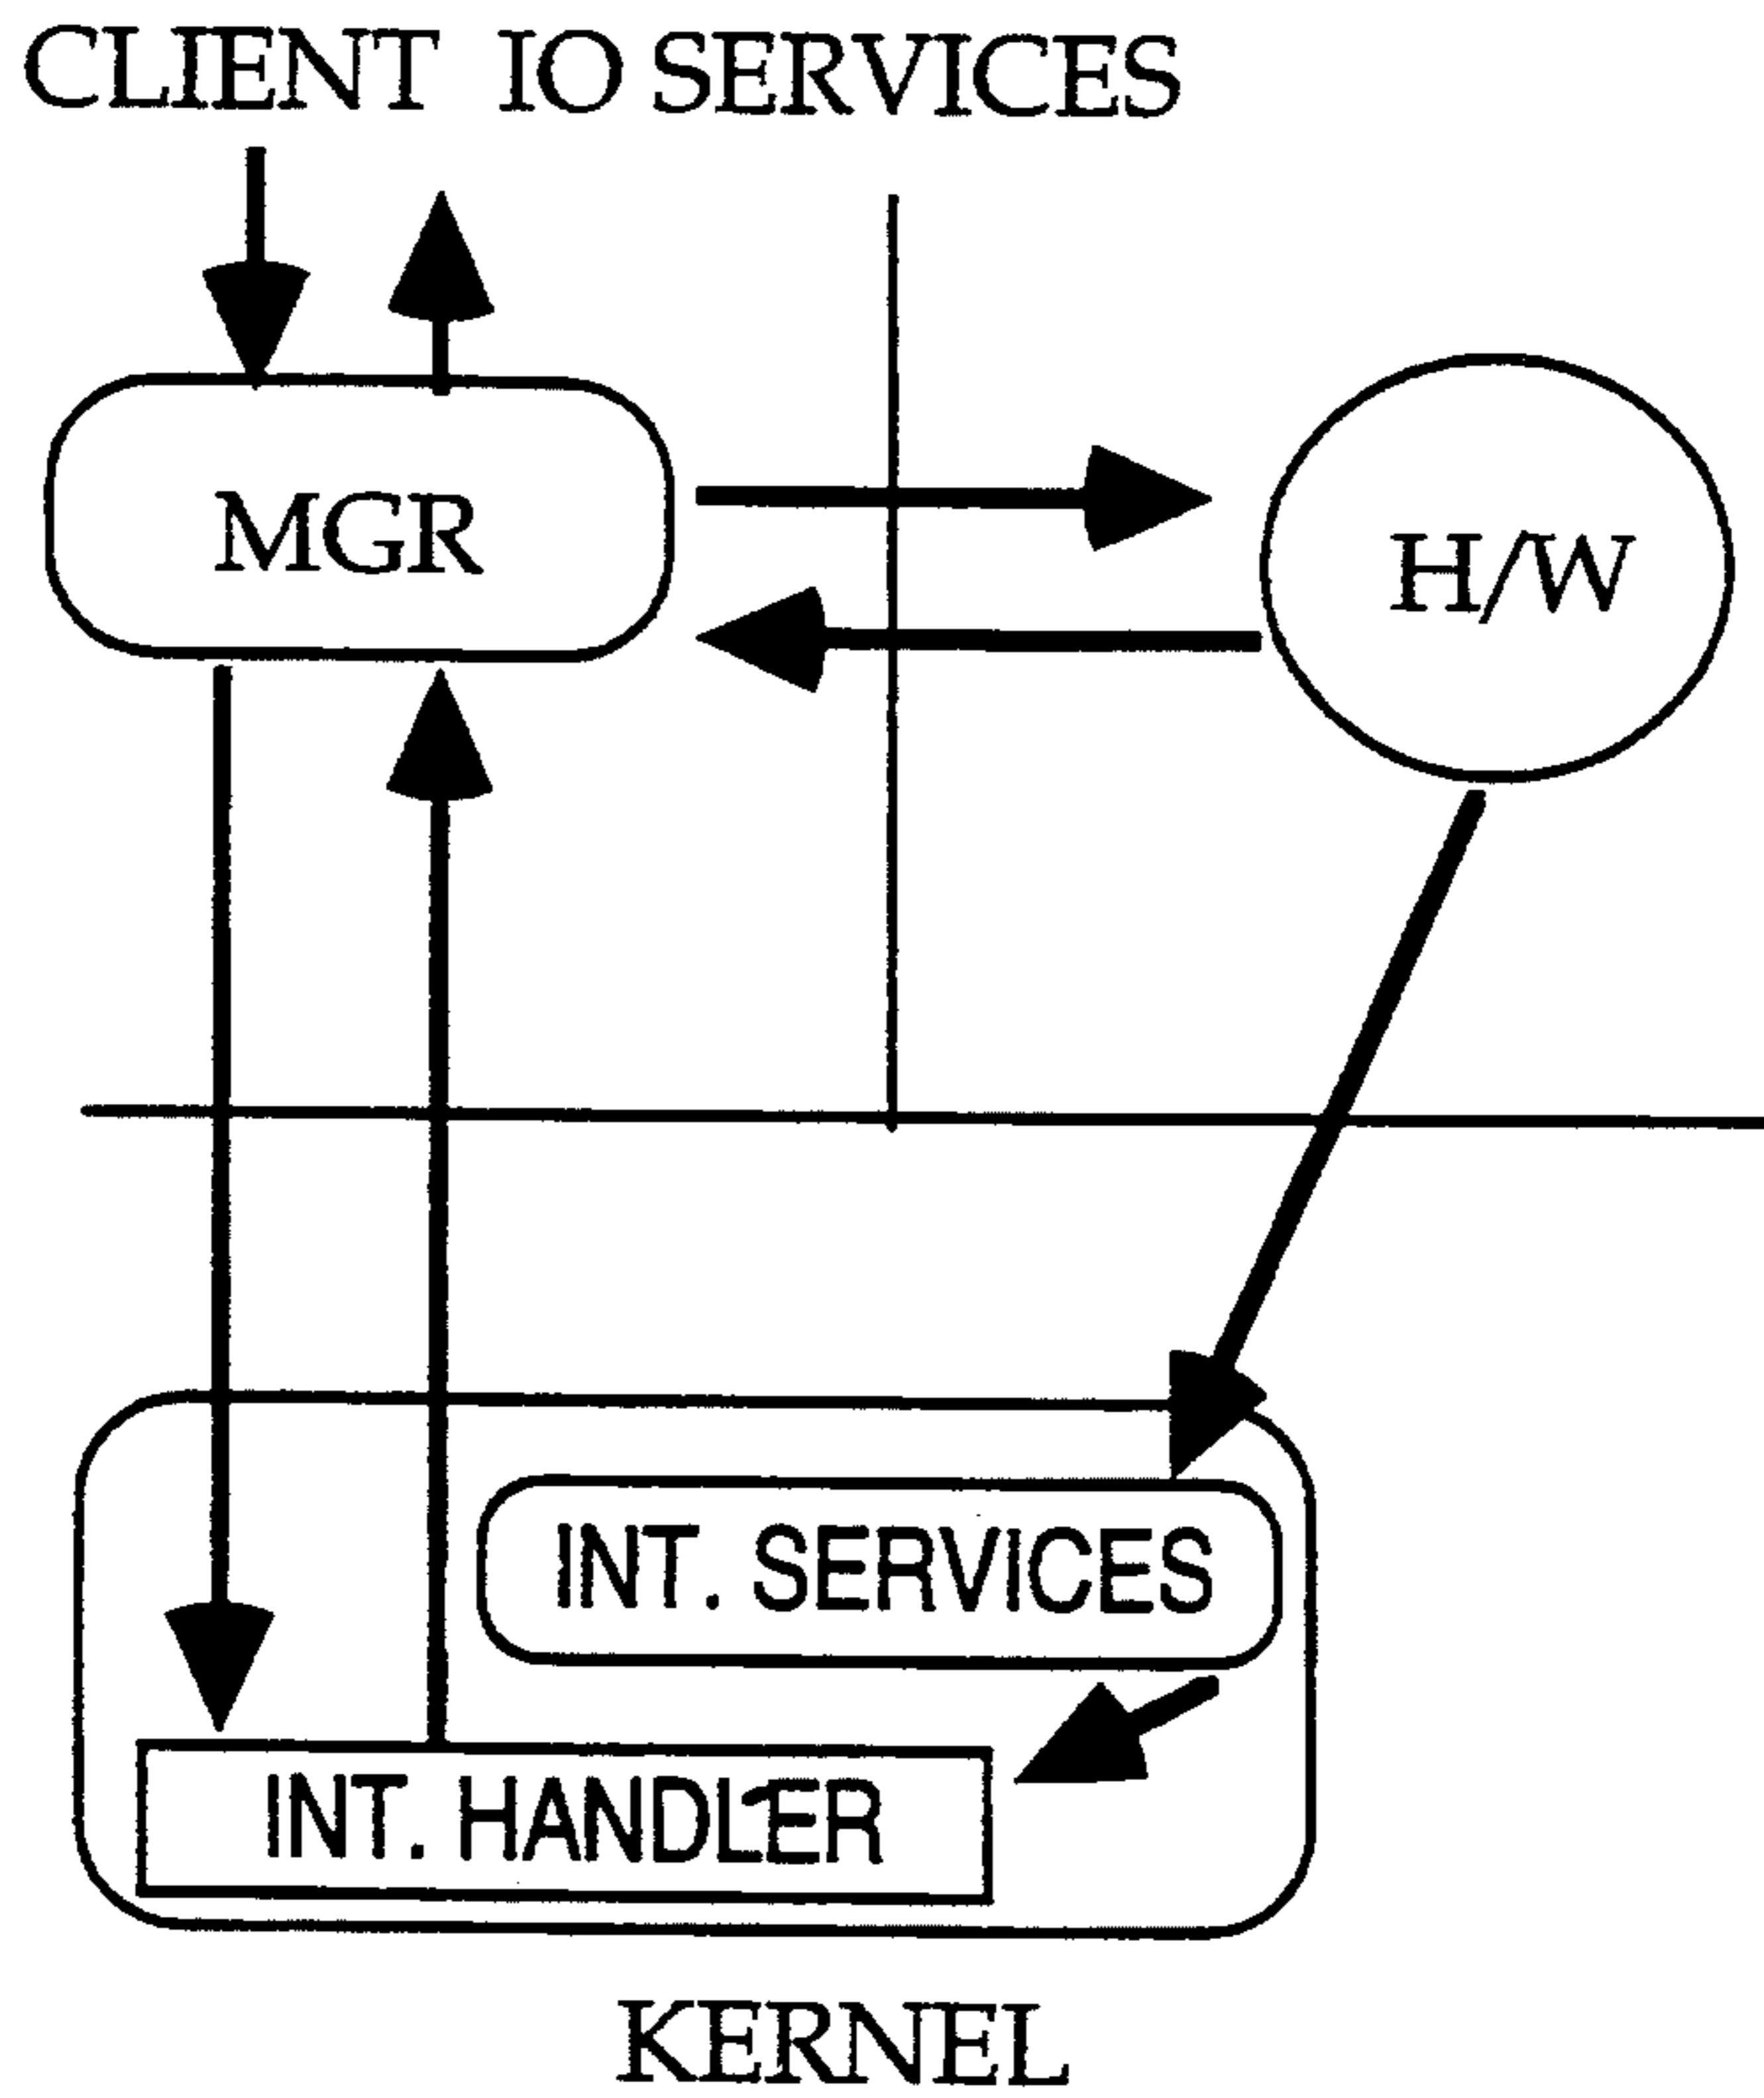 CLIENT IO SERVICES
MGR
H/W
INT. SERVICES
INT. HANDLER
KERNEL